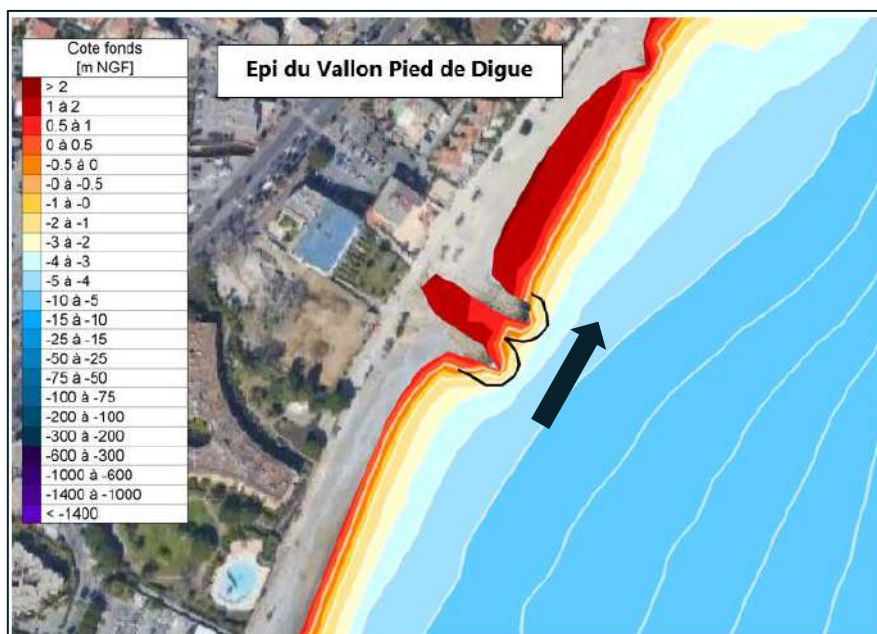 Cote fonds
[m NGF]
> 2
1 à 2
0.5 à 1
0 à 0.5
-0.5 à 0
-0 à -0.5
-1 à -0
-2 à -1
-3 à -2
-4 à -3
-5 à -4
-10 à -5
-15 à -10
-25 à -15
-50 à -25
-75 à -50
-100 à -75
-200 à -100
-300 à -200
-600 à -300
-1000 à -600
-1400 à -1000
< -1400
Epi du Vallon Pied de Digue